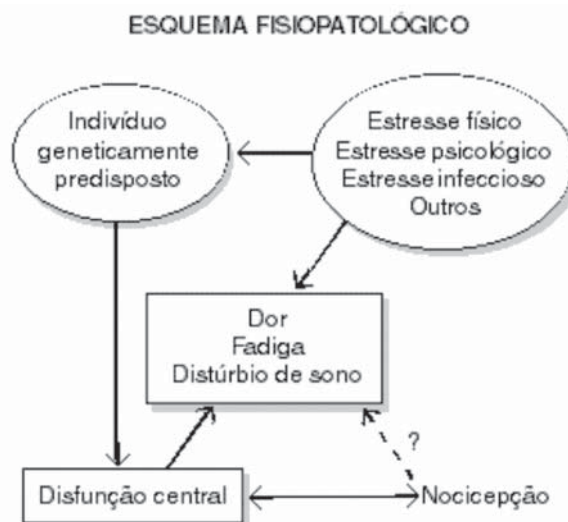 ESQUEMA FISIOPATOLÓGICO
Indivíduo
geneticamente
predisposto
Estresse físico
Estresse psicológico
Estresse infeccioso
Outros
Dor
Fadiga
Distúrbio de sono
?
Disfunção central
Nocicepção